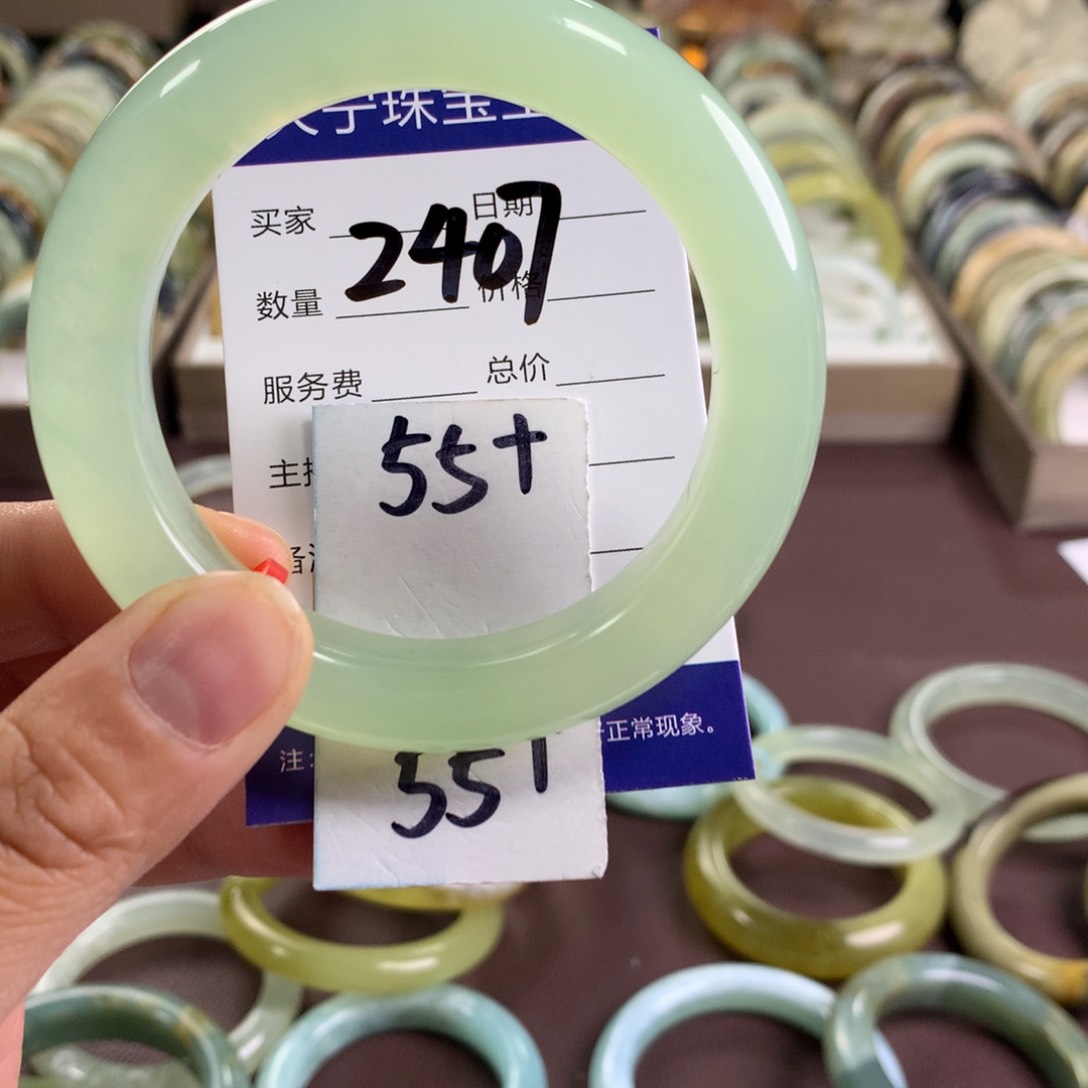 宁珠宝
买家 日期
2407
数量 价格
服务费 总价
55+
主
正常现象。
注：
55